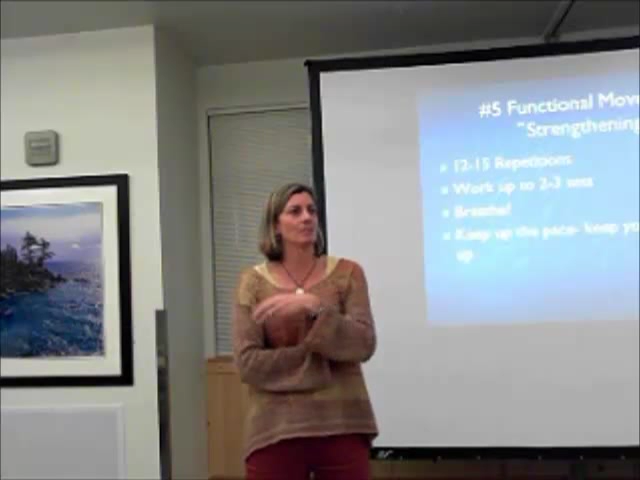 #5 Functional Move
"Strengthening
12-15 Repetitions
Work up to 2-3 sets
Breathe!
Keep up the pace- keep yo
up